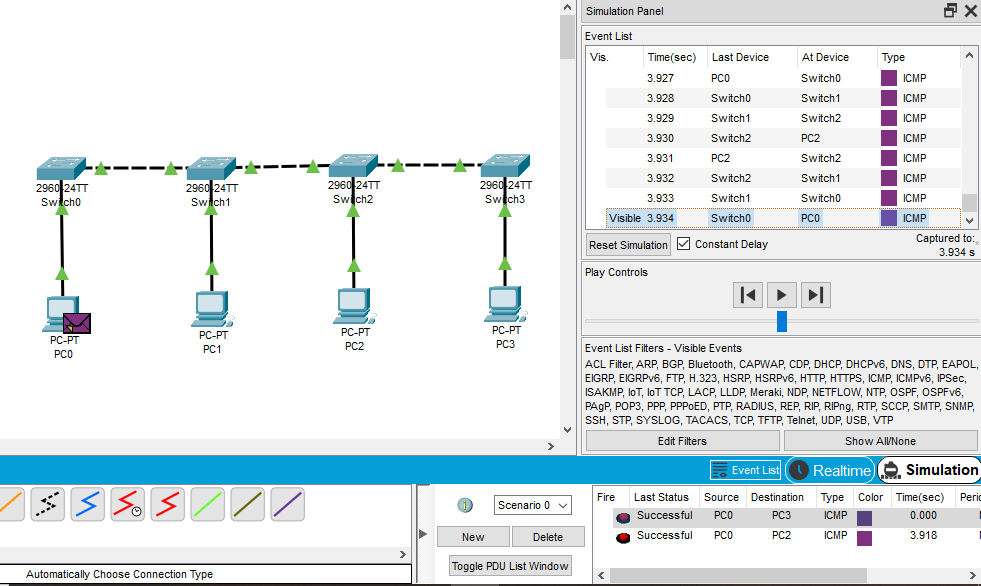 Simulation Panel
Event List
Vis. Time(sec) Last Device At Device Type
3.927 PC0 Switch0 ICMP
3.928 Switch0 Switch1 ICMP
3.929 Switch1 Switch2 ICMP
3.930 Switch2 PC2 ICMP
3.931 PC2 Switch2 ICMP
3.932 Switch2 Switch1 ICMP
3.933 Switch1 Switch0 ICMP
Visible 3.934 Switch0 PC0 ICMP
Reset Simulation Constant Delay Captured to:
3.934 s
Play Controls
Event List Filters - Visible Events
ACL Filter, ARP, BGP, Bluetooth, CAPWAP, CDP, DHCP, DHCPv6, DNS, DTP, EAPOL,
EIGRP, EIGRPv6, FTP, H.323, HSRP, HSRPv6, HTTP, HTTPS, ICMP, ICMPv6, IPSec,
ISAKMP, IoT, IoT TCP, LACP, LLDP, Meraki, NDP, NETFLOW, NTP, OSPF, OSPFv6,
PAgP, POP3, PPP, PPPoED, PTP, RADIUS, REP, RIP, RIPng, RTP, SCCP, SMTP, SNMP,
SSH, STP, SYSLOG, TACACS, TCP, TFTP, Telnet, UDP, USB, VTP
Edit Filters Show All/None
2960-24TT
Switch0
2960-24TT
Switch1
2960-24TT
Switch2
2960-24TT
Switch3
PC-PT
PC0
PC-PT
PC1
PC-PT
PC2
PC-PT
PC3
Event List Realtime Simulation
Scenario 0
New Delete
Toggle PDU List Window
Fire Last Status Source Destination Type Color Time(sec) Perio
Successful PC0 PC3 ICMP 0.000
Successful PC0 PC2 ICMP 3.918
Automatically Choose Connection Type